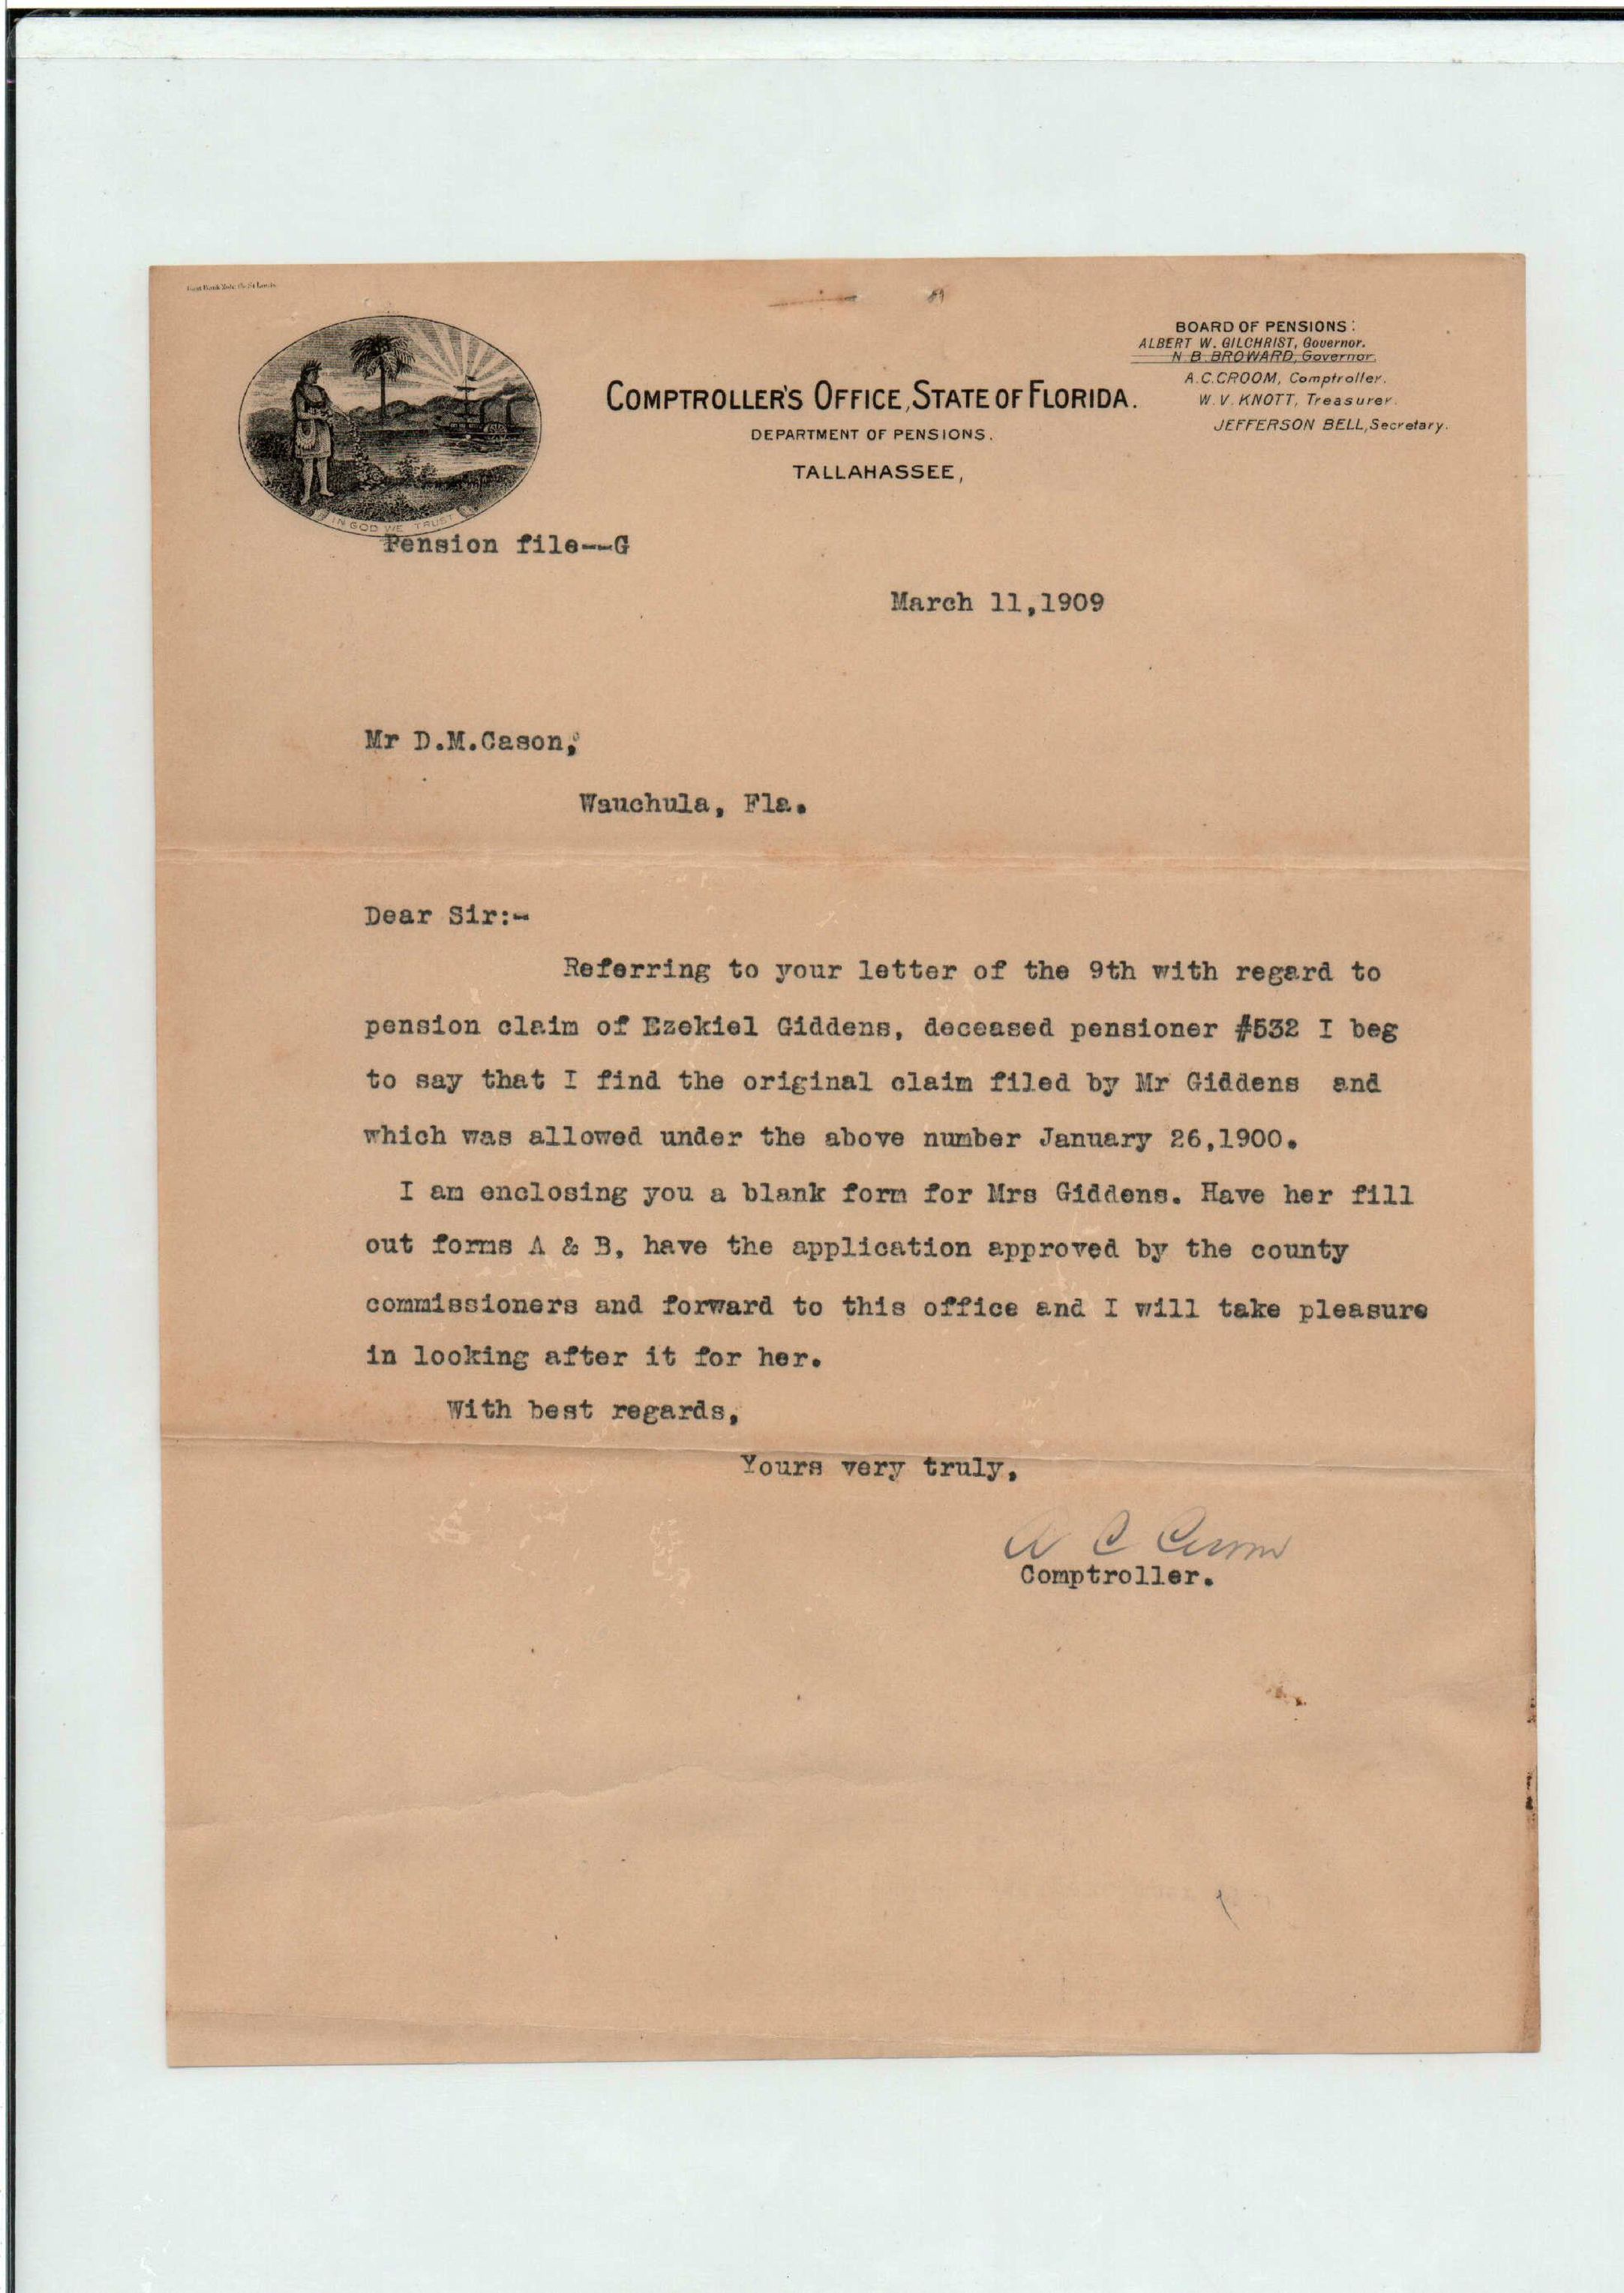 BOARD OF PENSIONS:
ALBERT W. GILCHRIST, Governor.
N. B. BROWARD, Governor.
A. C. CROOM, Comptroller.
W. V. KNOTT, Treasurer.
JEFFERSON BELL, Secretary.
COMPTROLLER'S OFFICE, STATE OF FLORIDA.
DEPARTMENT OF PENSIONS.
TALLAHASSEE,
IN GOD WE TRUST
Pension file--G
March 11,1909
Mr D.M.Cason,
Wauchula, Fla.
Dear Sir:-
Referring to your letter of the 9th with regard to
pension claim of Ezekiel Giddens, deceased pensioner #532 I beg
to say that I find the original claim filed by Mr Giddens and
which was allowed under the above number January 26,1900.
I am enclosing you a blank form for Mrs Giddens. Have her fill
out forms A & B, have the application approved by the county
commissioners and forward to this office and I will take pleasure
in looking after it for her.
With best regards,
Yours very truly,
A C Croom
Comptroller.